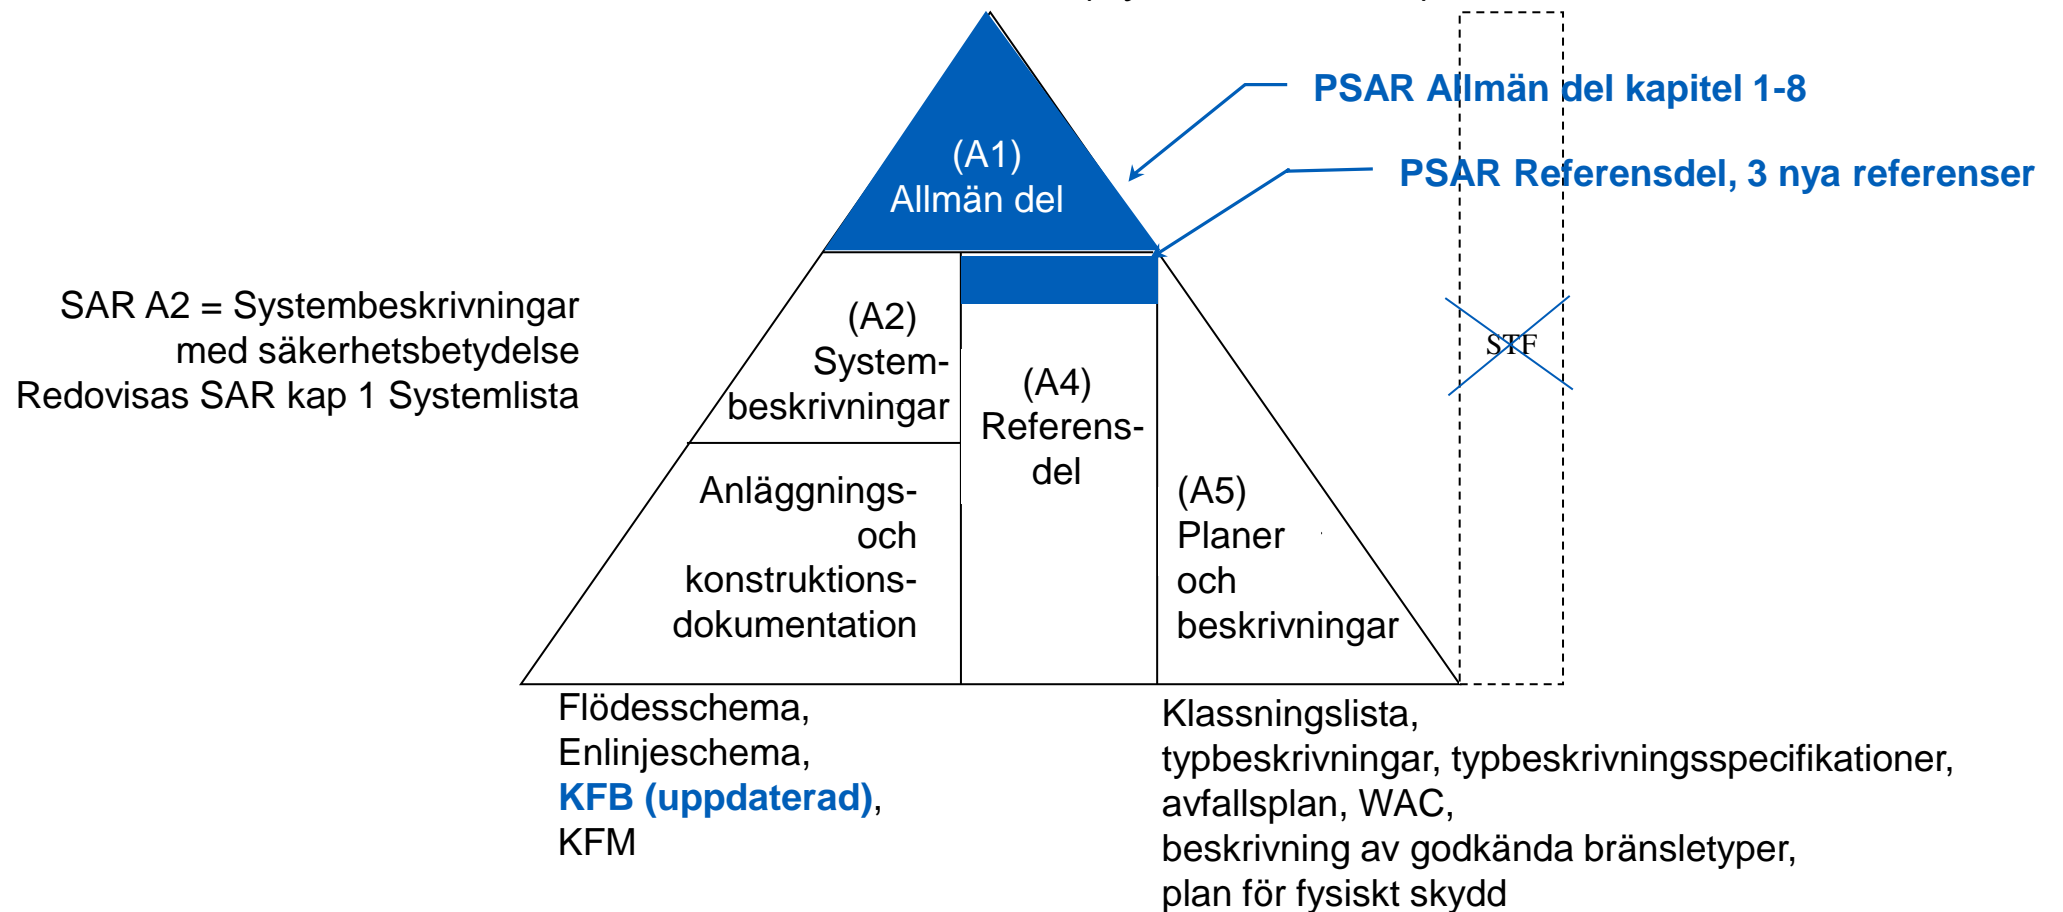 PSAR Allmän del kapitel 1-8
(A1)
Allmän del
PSAR Referensdel, 3 nya referenser
SAR A2 = Systembeskrivningar
med säkerhetsbetydelse
Redovisas SAR kap 1 Systemlista
(A2)
System-
beskrivningar
(A4)
Referens-
del
STF
Anläggnings-
och
konstruktions-
dokumentation
(A5)
Planer
och
beskrivningar
Flödesschema,
Enlinjeschema,
KFB (uppdaterad),
KFM
Klassningslista,
typbeskrivningar, typbeskrivningsspecifikationer,
avfallsplan, WAC,
beskrivning av godkända bränsletyper,
plan för fysiskt skydd